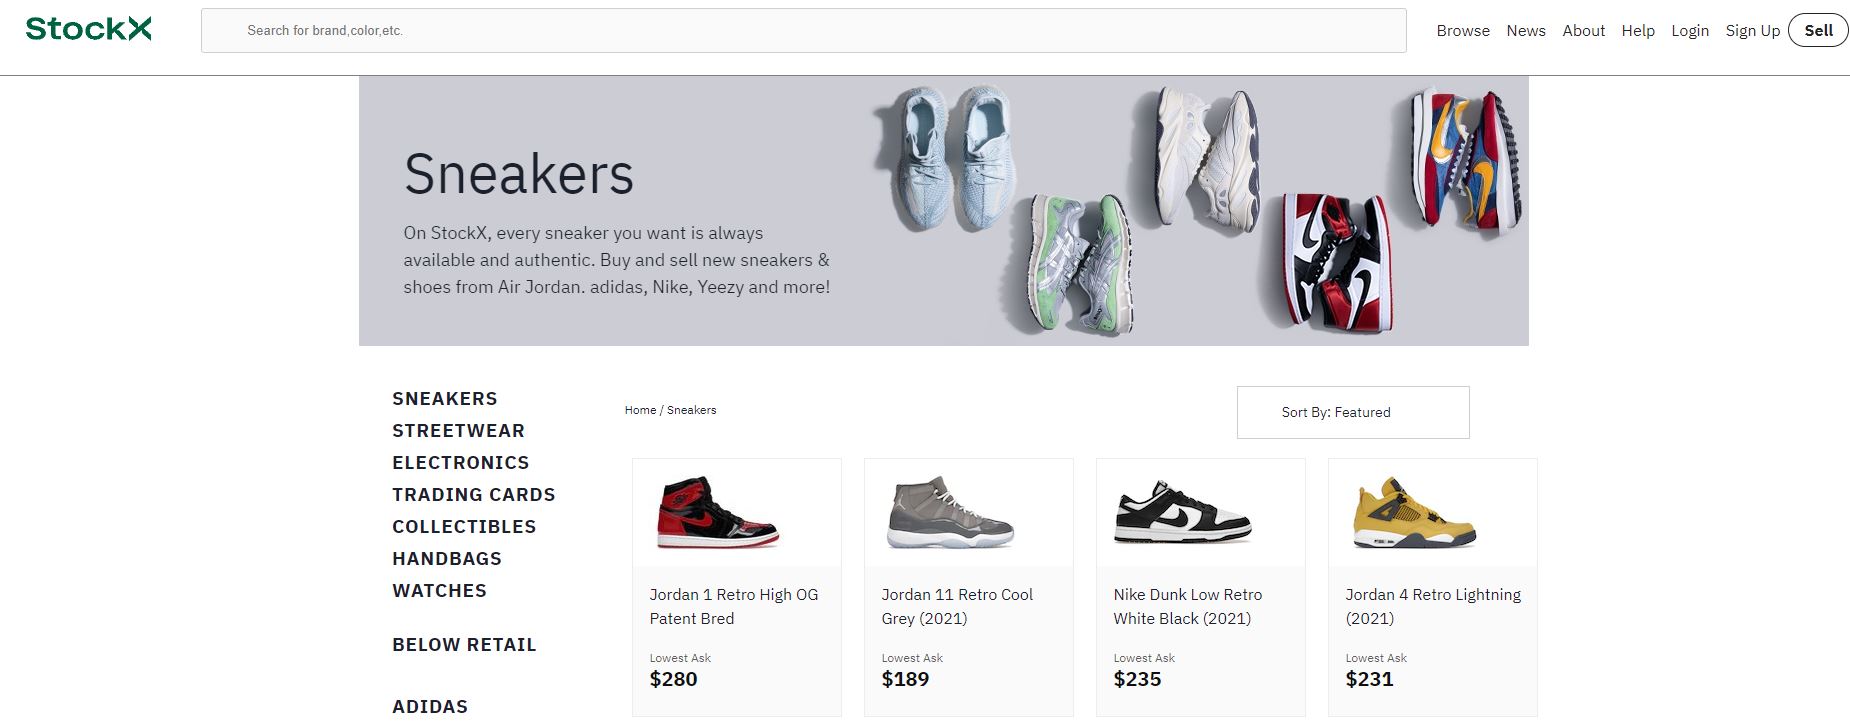 StockX
Search for brand,color,etc.
Browse News About Help Login Sign Up Sell
Sneakers
On StockX, every sneaker you want is always
available and authentic. Buy and sell new sneakers &
shoes from Air Jordan. adidas, Nike, Yeezy and more!
SNEAKERS
STREETWEAR
ELECTRONICS
TRADING CARDS
COLLECTIBLES
HANDBAGS
WATCHES
BELOW RETAIL
ADIDAS
Home / Sneakers
Sort By: Featured
Jordan 1 Retro High OG
Patent Bred
Lowest Ask
$280
Jordan 11 Retro Cool
Grey (2021)
Lowest Ask
$189
Nike Dunk Low Retro
White Black (2021)
Lowest Ask
$235
Jordan 4 Retro Lightning
(2021)
Lowest Ask
$231